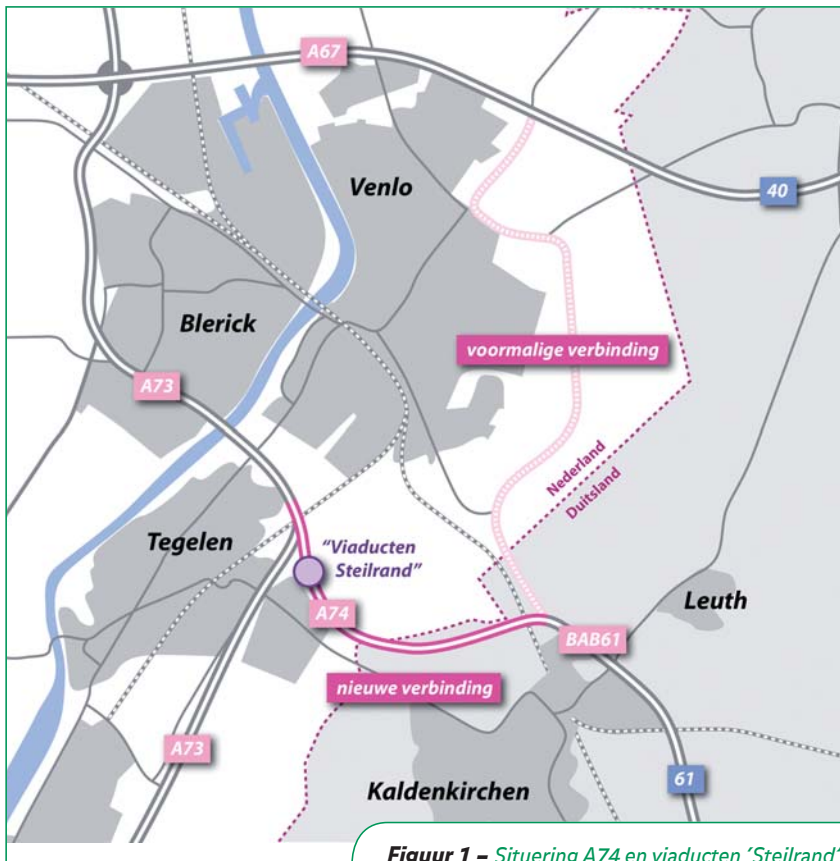 A67
Venlo
40
Blerick
voormalige verbinding
A73
Nederland
Duitsland
Tegelen
"Viaducten
Steilrand"
Leuth
A74
BAB61
nieuwe verbinding
A73
61
Kaldenkirchen
Figuur 1 – Situering A74 en viaducten 'Steilrand'